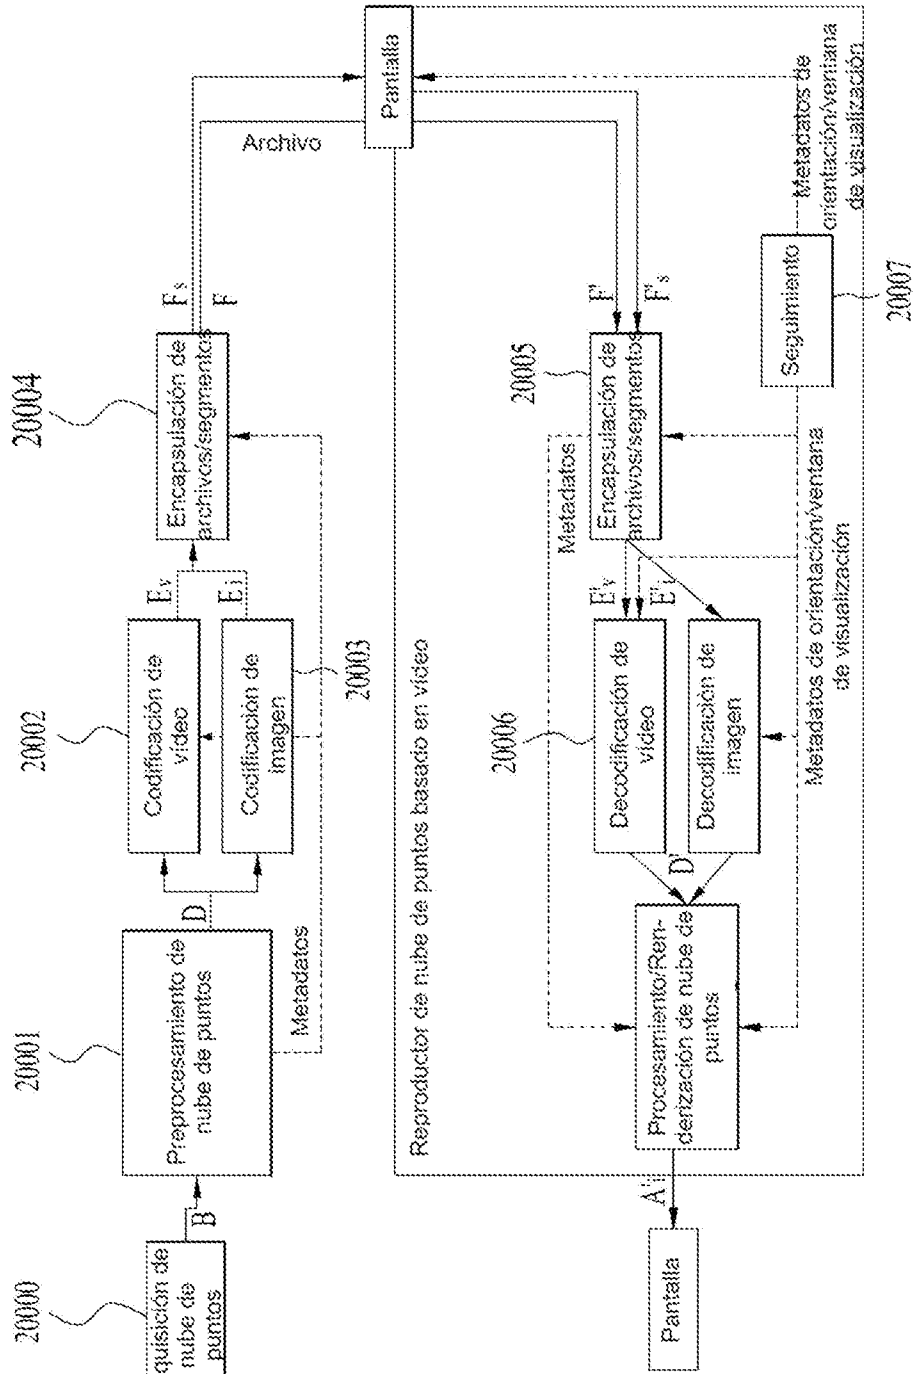 20000
quisición de
nube de
puntos
B
20001
Preprocesamiento de
nube de puntos
D
Metadatos
20002
Codificación de
vídeo
Codificación de
imagen
20003
Ev
Ei
20004
Encapsulación de
archivos/segmentos
Fs
F
Archivo
Pantalla
Reproductor de nube de puntos basado en vídeo
F'
F's
20005
Encapsulación de
archivos/segmentos
Metadatos
E'v
E'i
20006
Decodificación de
vídeo
Decodificación de
imagen
D'
Procesamiento/Ren-
derización de nube de
puntos
A'i
Pantalla
Seguimiento
20007
Metadatos de
orientación/ventana
de visualización
Metadatos de orientación/ventana
de visualización